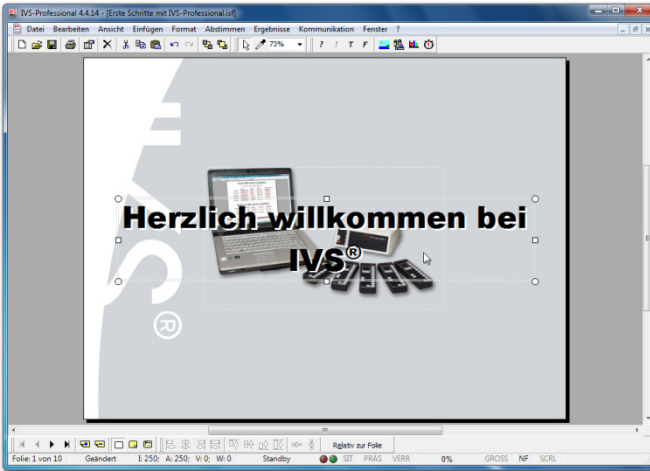 IVS-Professional 4.4.14 - [Erste Schritte mit IVS-Professional.isf]
Datei Bearbeiten Ansicht Einfügen Format Abstimmen Ergebnisse Kommunikation Fenster ?
73% ? ! T F
IVS®
Herzlich willkommen bei
IVS®
Relativ zur Folie
Folie: 1 von 10 Geändert I: 250; A: 250; V: 0; W: 0 Standby SIT PRÄS VERR 0% GROSS NF SCRL